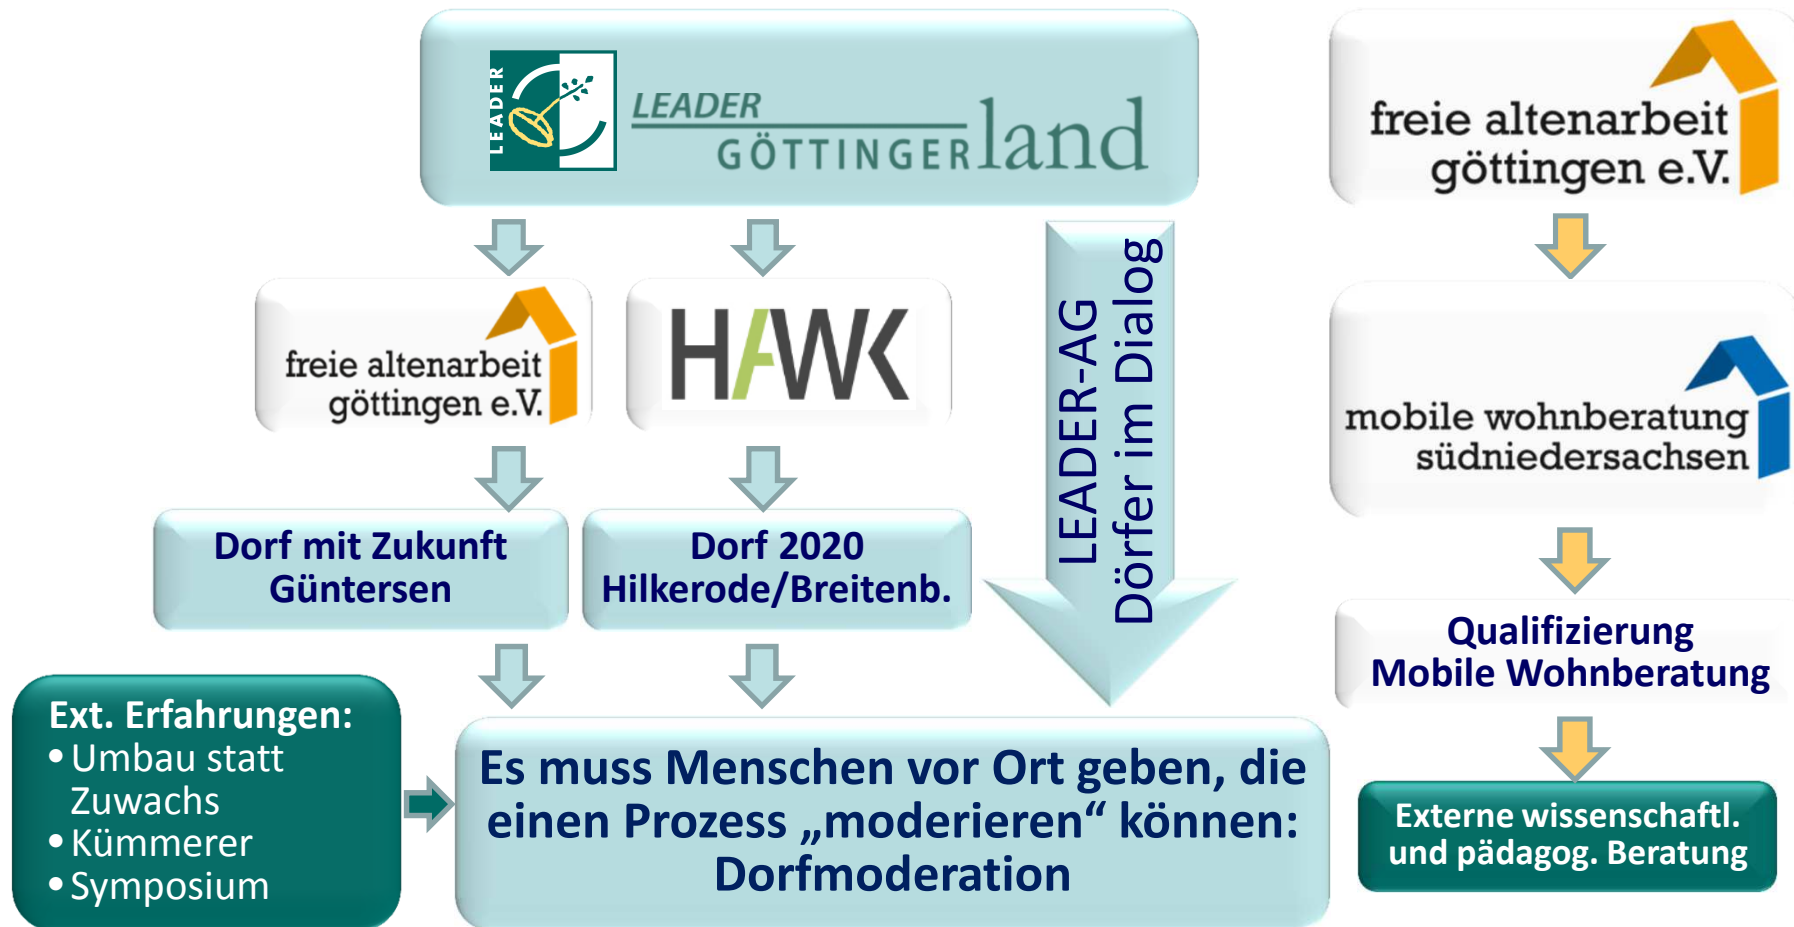 LEADER
LEADER
GÖTTINGERland
freie altenarbeit
göttingen e.V.
HAWK
Dorf mit Zukunft
Güntersen
Dorf 2020
Hilkerode/Breitenb.
LEADER-AG
Dörfer im Dialog
Ext. Erfahrungen:
• Umbau statt
Zuwachs
• Kümmerer
• Symposium
Es muss Menschen vor Ort geben, die
einen Prozess „moderieren“ können:
Dorfmoderation
freie altenarbeit
göttingen e.V.
mobile wohnberatung
südniedersachsen
Qualifizierung
Mobile Wohnberatung
Externe wissenschaftl.
und pädagog. Beratung